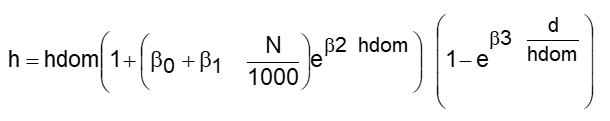 h = hdom(1+(β0 + β1 N/1000)e^β2 hdom) (1−e^β3 d/hdom)